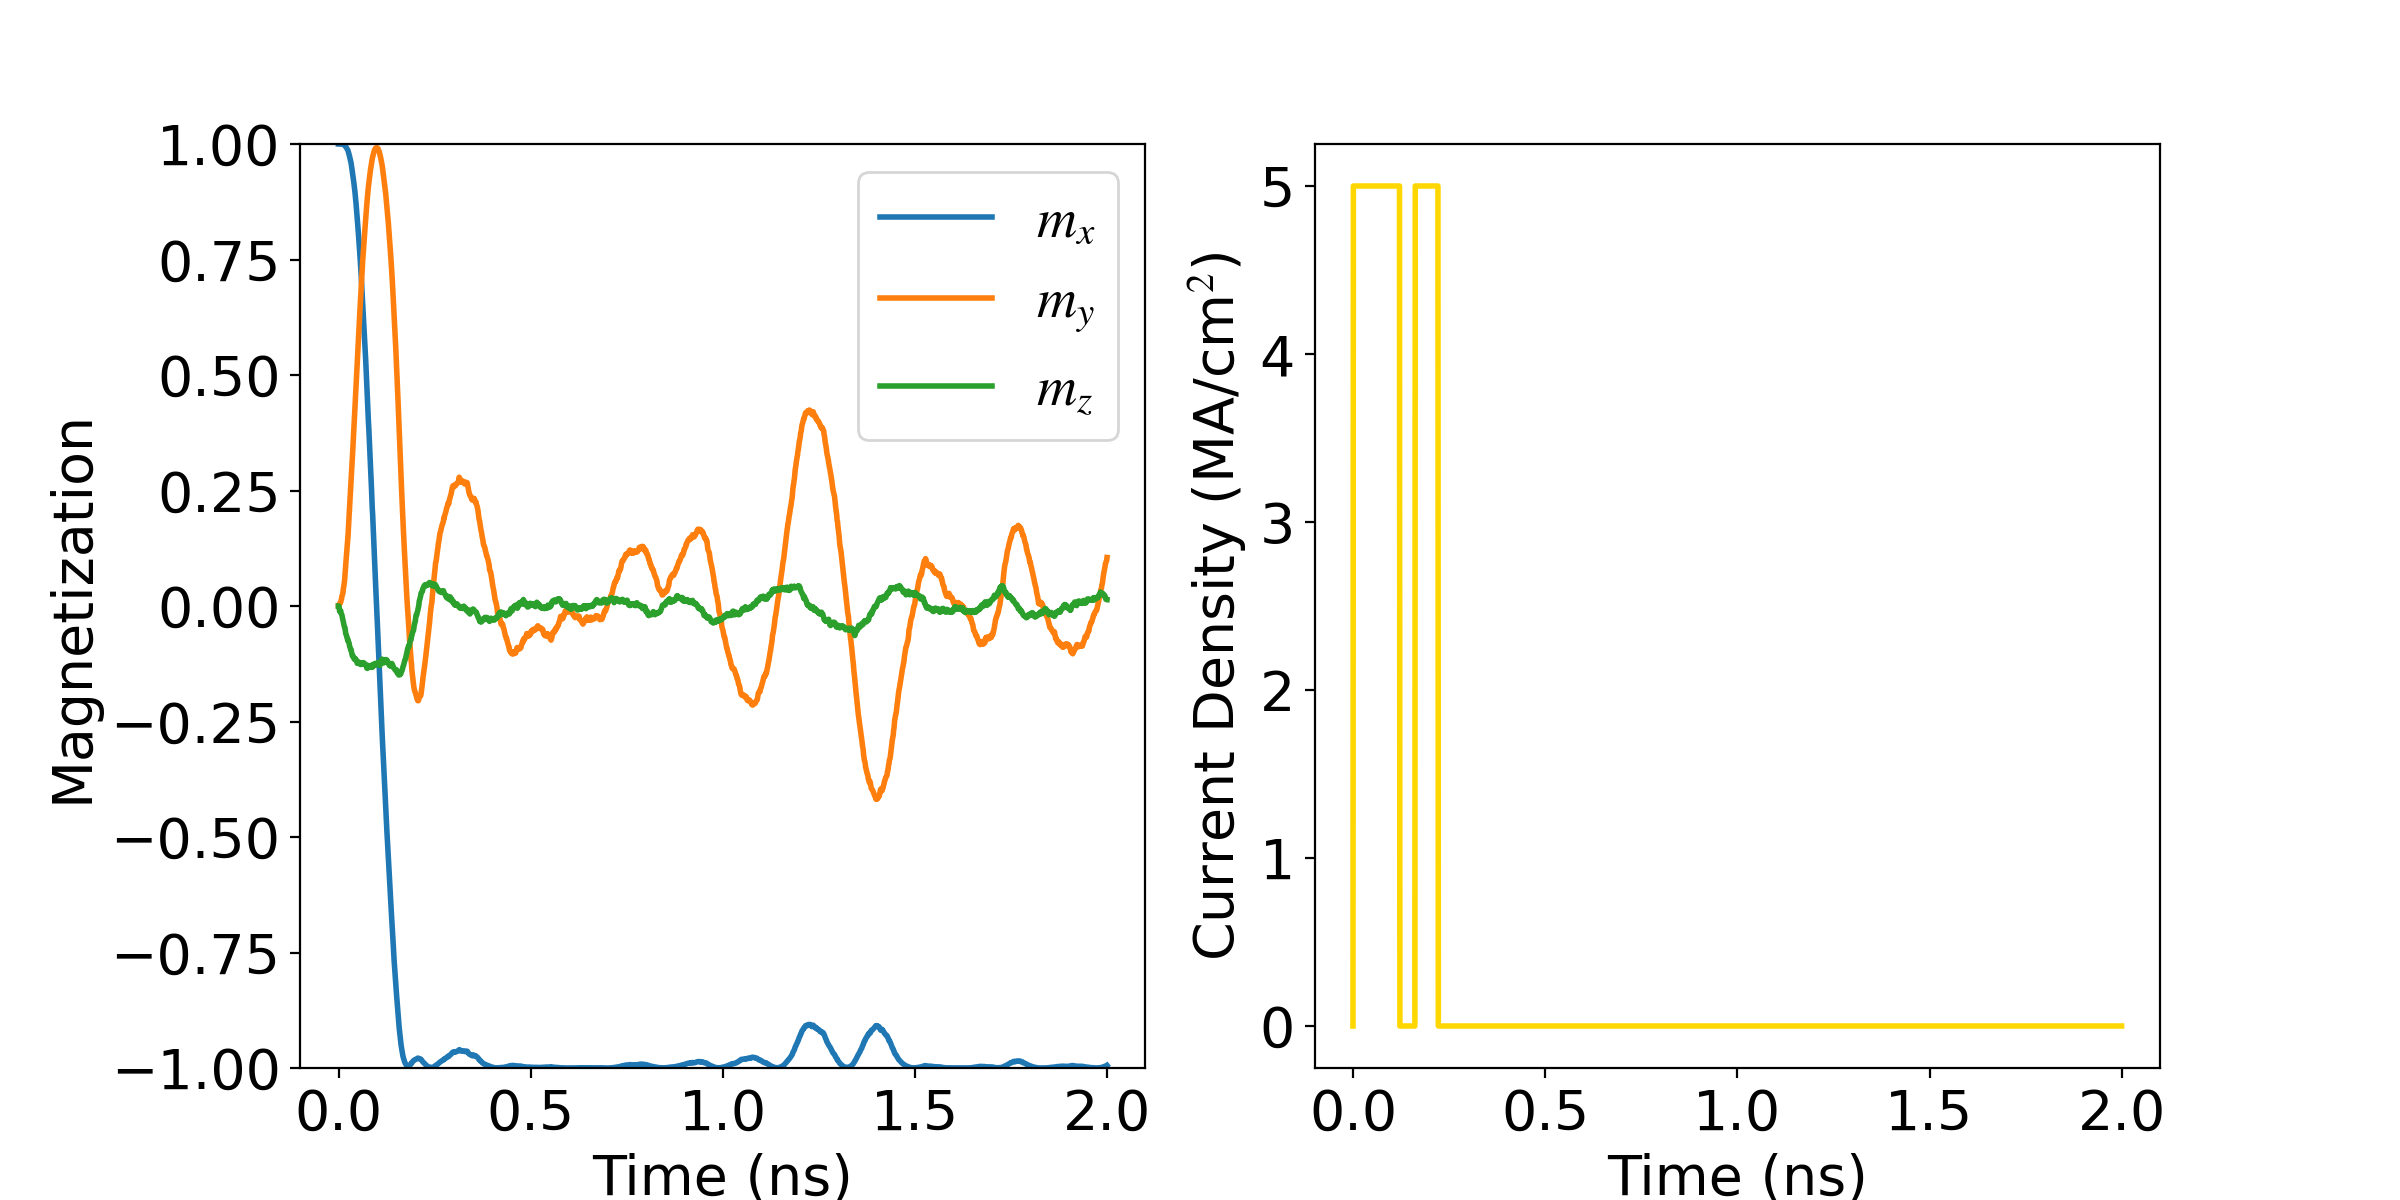 1.00
0.75
0.50
0.25
0.00
−0.25
−0.50
−0.75
−1.00
Magnetization
0.0 0.5 1.0 1.5 2.0
Time (ns)
m_x
m_y
m_z
5
4
3
2
1
0
Current Density (MA/cm²)
0.0 0.5 1.0 1.5 2.0
Time (ns)